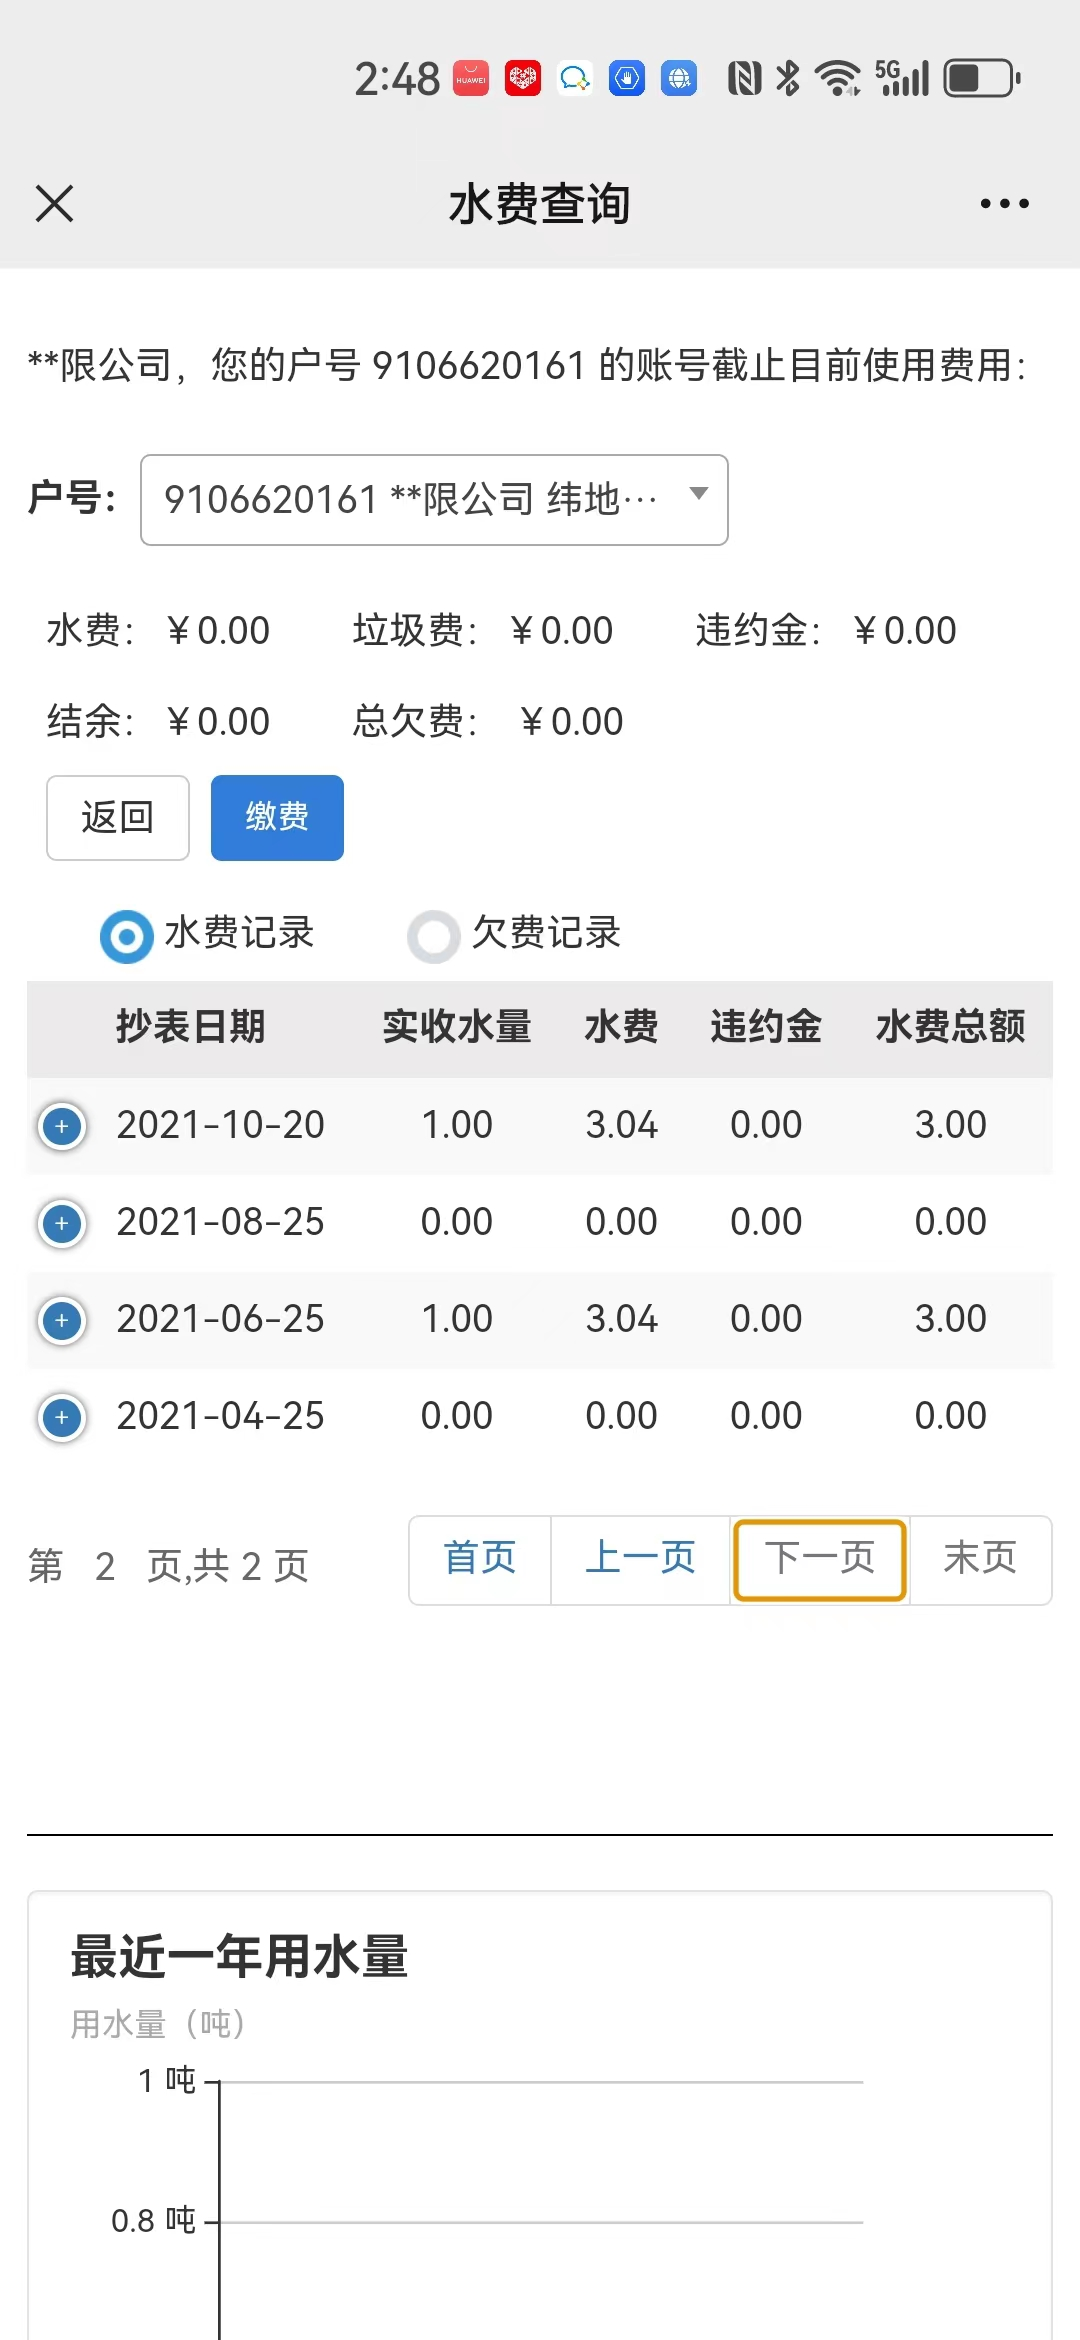 2:48 HUAWEI 5G
水费查询
**限公司，您的户号 9106620161 的账号截止目前使用费用：
户号： 9106620161 **限公司 纬地···
水费： ￥0.00 垃圾费： ￥0.00 违约金： ￥0.00
结余： ￥0.00 总欠费： ￥0.00
返回 缴费
水费记录 欠费记录
抄表日期 实收水量 水费 违约金 水费总额
2021-10-20 1.00 3.04 0.00 3.00
2021-08-25 0.00 0.00 0.00 0.00
2021-06-25 1.00 3.04 0.00 3.00
2021-04-25 0.00 0.00 0.00 0.00
第 2 页,共 2 页 首页 上一页 下一页 末页
最近一年用水量
用水量（吨）
1 吨
0.8 吨